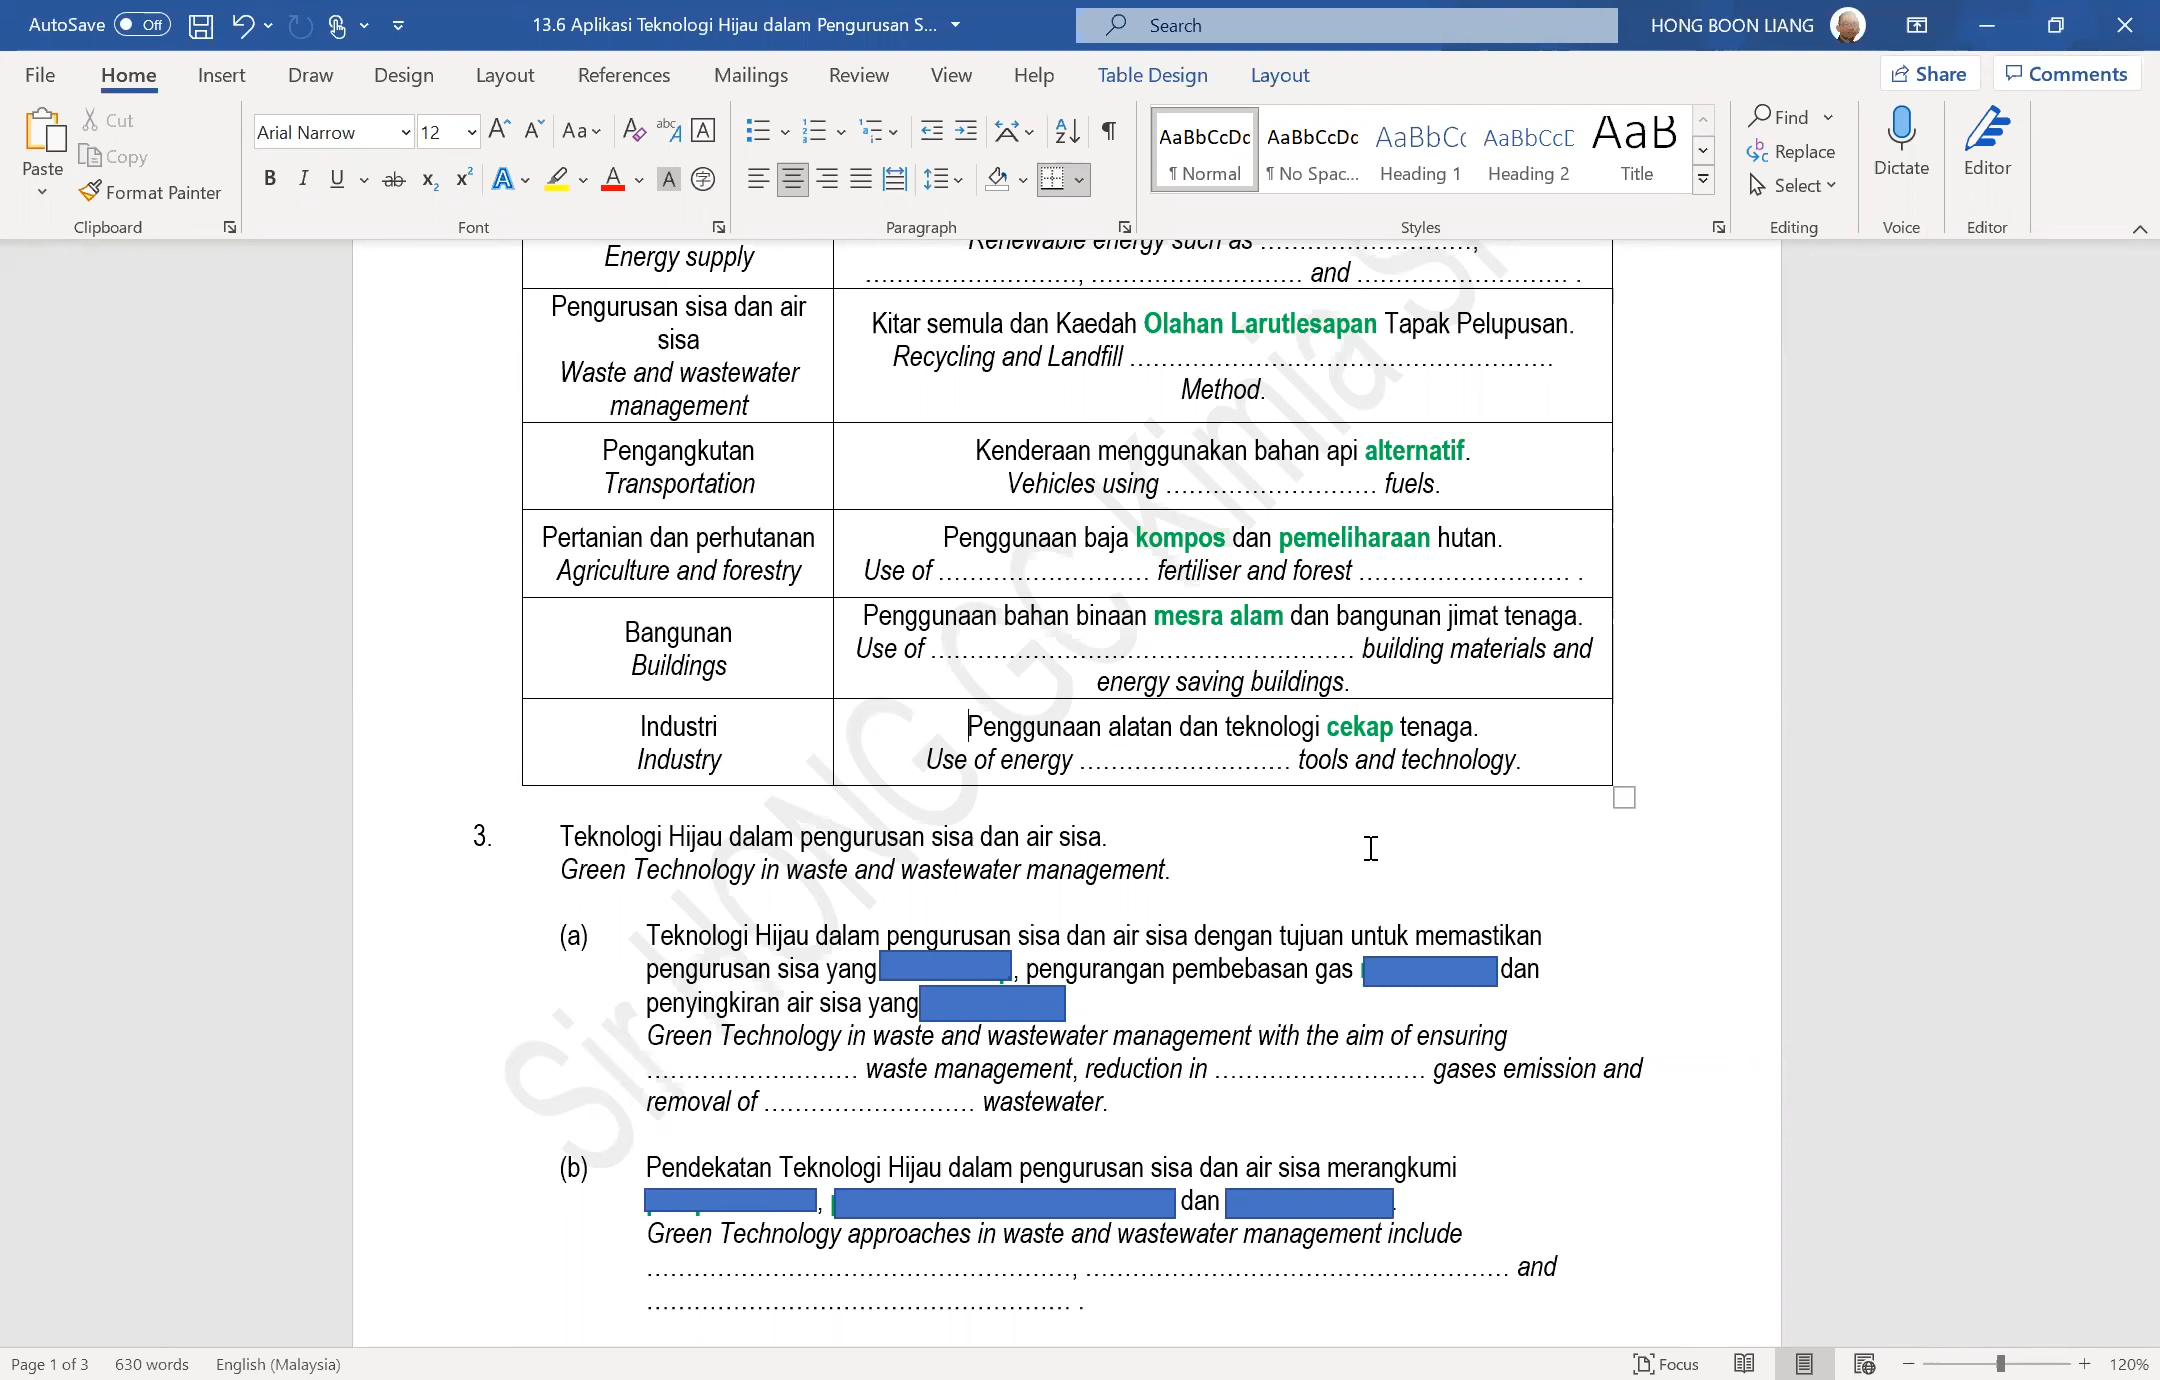 AutoSave Off
13.6 Aplikasi Teknologi Hijau dalam Pengurusan S...
Search
HONG BOON LIANG
File Home Insert Draw Design Layout References Mailings Review View Help Table Design Layout
Share Comments
Paste
Cut
Copy
Format Painter
Clipboard
Arial Narrow 12
Font
Paragraph
AaBbCcDc AaBbCcDc AaBbCc AaBbCcD AaB
¶ Normal ¶ No Spac... Heading 1 Heading 2 Title
Styles
Find
Replace
Select
Editing
Dictate
Voice
Editor
Editor
Energy supply
Renewable energy such as ..........................,
.........................., .......................... and .......................... .
Pengurusan sisa dan air
sisa
Waste and wastewater
management
Kitar semula dan Kaedah Olahan Larutlesapan Tapak Pelupusan.
Recycling and Landfill .....................................................
Method.
Pengangkutan
Transportation
Kenderaan menggunakan bahan api alternatif.
Vehicles using .......................... fuels.
Pertanian dan perhutanan
Agriculture and forestry
Penggunaan baja kompos dan pemeliharaan hutan.
Use of .......................... fertiliser and forest .......................... .
Bangunan
Buildings
Penggunaan bahan binaan mesra alam dan bangunan jimat tenaga.
Use of ..................................................... building materials and
energy saving buildings.
Industri
Industry
Penggunaan alatan dan teknologi cekap tenaga.
Use of energy .......................... tools and technology.
3. Teknologi Hijau dalam pengurusan sisa dan air sisa.
Green Technology in waste and wastewater management.
(a) Teknologi Hijau dalam pengurusan sisa dan air sisa dengan tujuan untuk memastikan
pengurusan sisa yang , pengurangan pembebasan gas dan
penyingkiran air sisa yang
Green Technology in waste and wastewater management with the aim of ensuring
.......................... waste management, reduction in .......................... gases emission and
removal of .......................... wastewater.
(b) Pendekatan Teknologi Hijau dalam pengurusan sisa dan air sisa merangkumi
, dan .
Green Technology approaches in waste and wastewater management include
....................................................., ..................................................... and
..................................................... .
Sir HONG GC Kimia
Page 1 of 3 630 words English (Malaysia)
Focus
120%